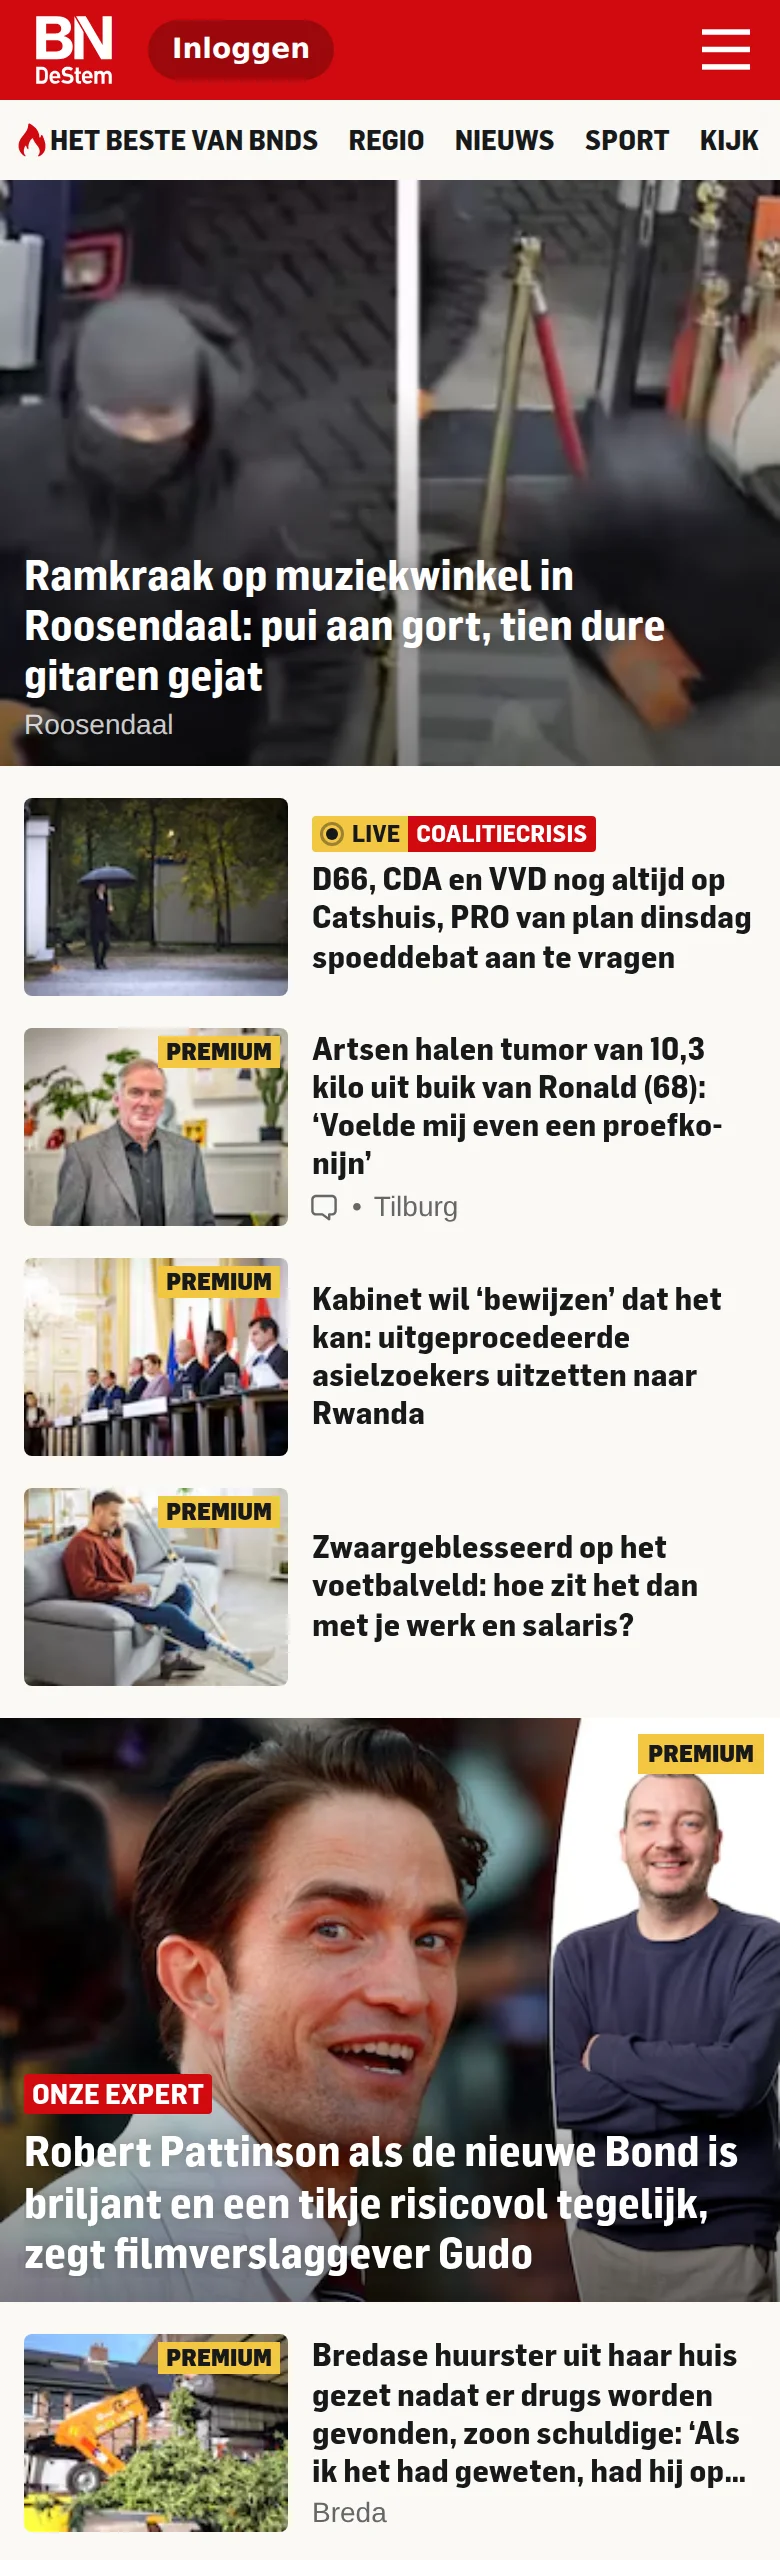 BN
DeStem
Inloggen
HET BESTE VAN BNDS REGIO NIEUWS SPORT KIJK
Ramkraak op muziekwinkel in
Roosendaal: pui aan gort, tien dure
gitaren gejat
Roosendaal
LIVE COALITIECRISIS
D66, CDA en VVD nog altijd op
Catshuis, PRO van plan dinsdag
spoeddebat aan te vragen
PREMIUM
Artsen halen tumor van 10,3
kilo uit buik van Ronald (68):
‘Voelde mij even een proefko-
nijn’
• Tilburg
PREMIUM
Kabinet wil ‘bewijzen’ dat het
kan: uitgeprocedeerde
asielzoekers uitzetten naar
Rwanda
PREMIUM
Zwaargeblesseerd op het
voetbalveld: hoe zit het dan
met je werk en salaris?
PREMIUM
ONZE EXPERT
Robert Pattinson als de nieuwe Bond is
briljant en een tikje risicovol tegelijk,
zegt filmverslaggever Gudo
PREMIUM
Bredase huurster uit haar huis
gezet nadat er drugs worden
gevonden, zoon schuldige: ‘Als
ik het had geweten, had hij op...
Breda